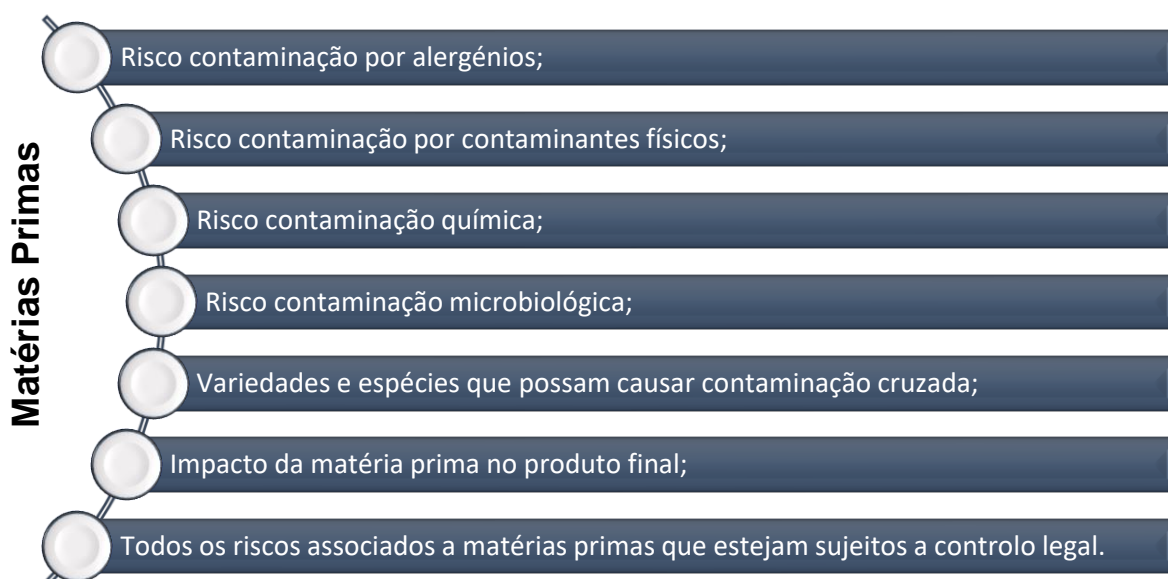 Matérias Primas
Risco contaminação por alergénios;
Risco contaminação por contaminantes físicos;
Risco contaminação química;
Risco contaminação microbiológica;
Variedades e espécies que possam causar contaminação cruzada;
Impacto da matéria prima no produto final;
Todos os riscos associados a matérias primas que estejam sujeitos a controlo legal.